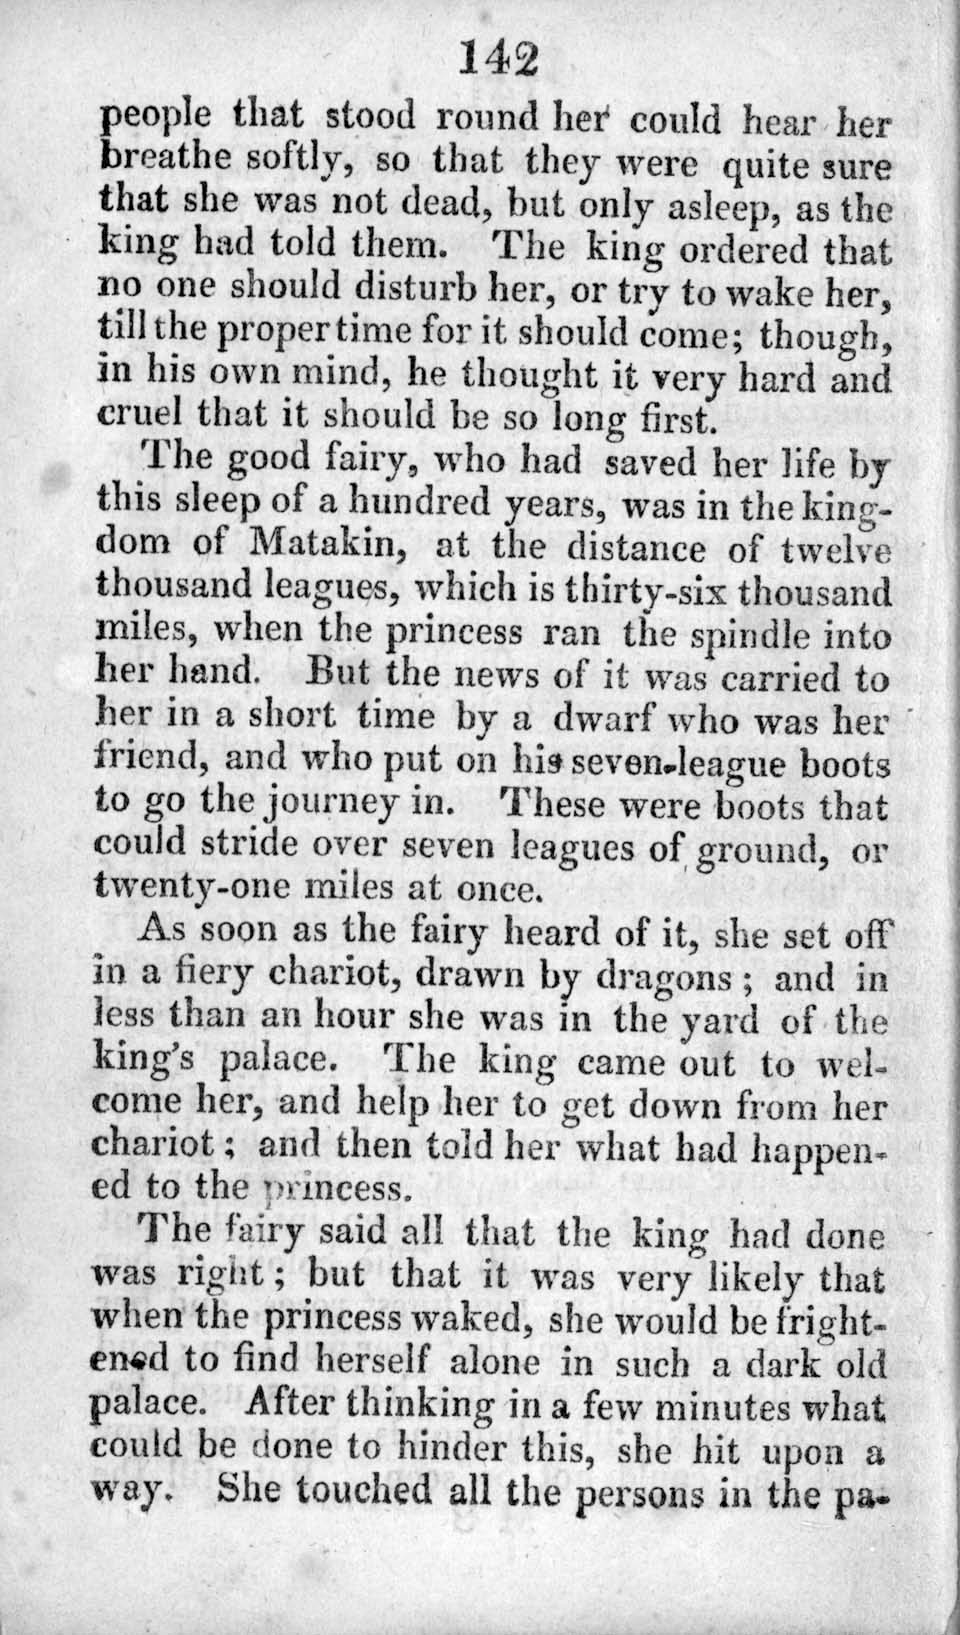 142
people that stood round her could hear her
breathe softly, so that they were quite sure
that she was not dead, but only asleep, as the
king had told them. The king ordered that
no one should disturb her, or try to wake her,
till the proper time for it should come; though,
in his own mind, he thought it very hard and
cruel that it should be so long first.
The good fairy, who had saved her life by
this sleep of a hundred years, was in the king-
dom of Matakin, at the distance of twelve
thousand leagues, which is thirty-six thousand
miles, when the princess ran the spindle into
her hand. But the news of it was carried to
her in a short time by a dwarf who was her
friend, and who put on his seven-league boots
to go the journey in. These were boots that
could stride over seven leagues of ground, or
twenty-one miles at once.
As soon as the fairy heard of it, she set off
in a fiery chariot, drawn by dragons; and in
less than an hour she was in the yard of the
king's palace. The king came out to wel-
come her, and help her to get down from her
chariot; and then told her what had happen-
ed to the princess.
The fairy said all that the king had done
was right; but that it was very likely that
when the princess waked, she would be fright-
ened to find herself alone in such a dark old
palace. After thinking in a few minutes what
could be done to hinder this, she hit upon a
way. She touched all the persons in the pa-